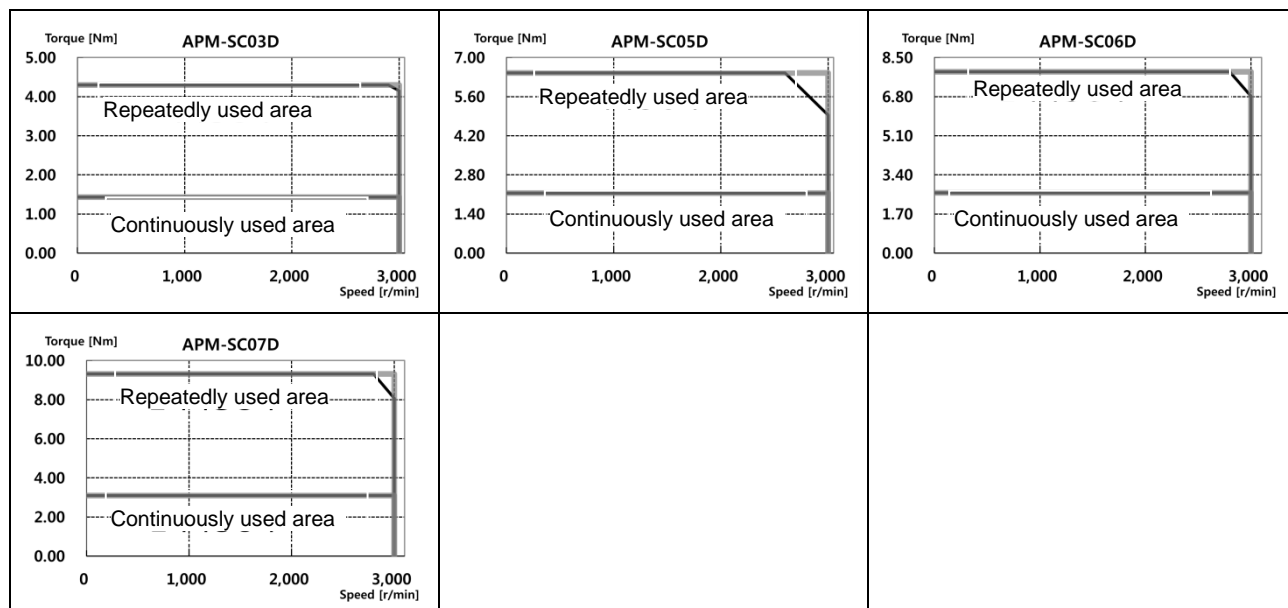 Torque [Nm] APM-SC03D
5.00
4.00
3.00
2.00
1.00
0.00
Repeatedly used area
Continuously used area
0 1,000 2,000 3,000
Speed [r/min]
Torque [Nm] APM-SC05D
7.00
5.60
4.20
2.80
1.40
0.00
Repeatedly used area
Continuously used area
0 1,000 2,000 3,000
Speed [r/min]
Torque [Nm] APM-SC06D
8.50
6.80
5.10
3.40
1.70
0.00
Repeatedly used area
Continuously used area
0 1,000 2,000 3,000
Speed [r/min]
Torque [Nm] APM-SC07D
10.00
8.00
6.00
4.00
2.00
0.00
Repeatedly used area
Continuously used area
0 1,000 2,000 3,000
Speed [r/min]